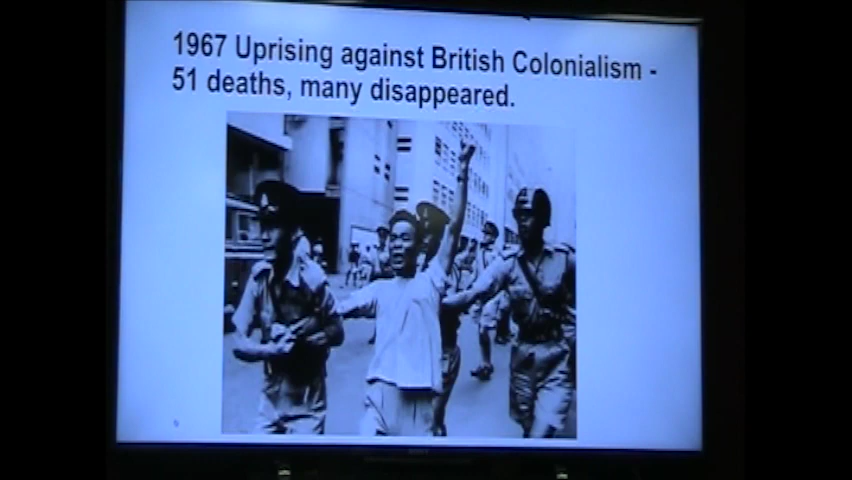 1967 Uprising against British Colonialism -
51 deaths, many disappeared.